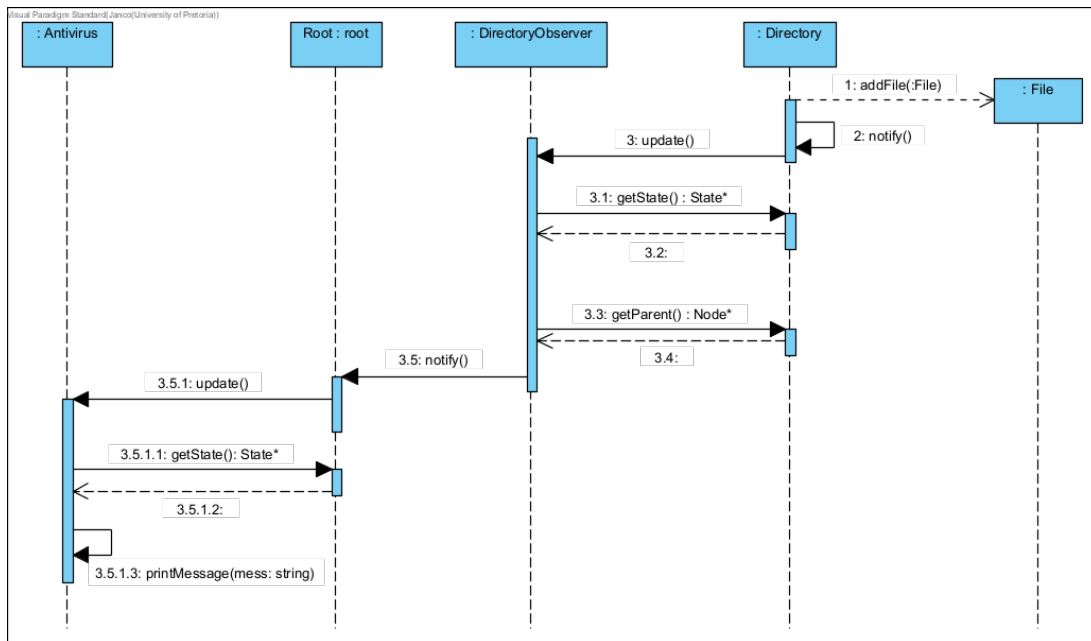 Visual Paradigm Standard(Janco(University of Pretoria))
: Antivirus
Root : root
: DirectoryObserver
: Directory
: File
1: addFile(:File)
2: notify()
3: update()
3.1: getState() : State*
3.2:
3.3: getParent() : Node*
3.4:
3.5: notify()
3.5.1: update()
3.5.1.1: getState(): State*
3.5.1.2:
3.5.1.3: printMessage(mess: string)